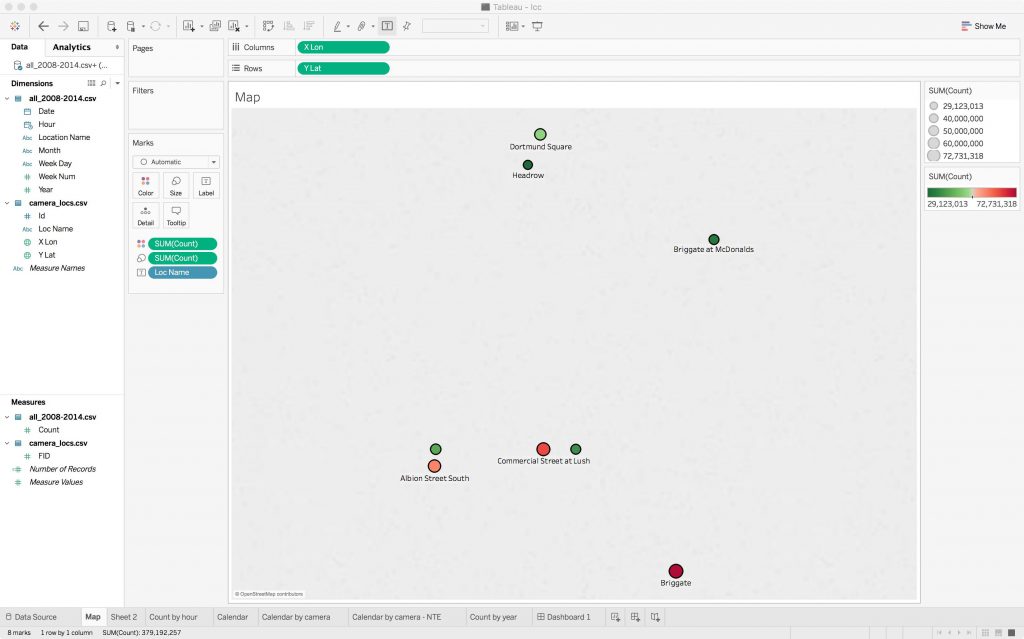 Tableau - lcc
Show Me
Data
Analytics
all_2008-2014.csv+ (...
Dimensions
all_2008-2014.csv
Date
Hour
Abc Location Name
Abc Month
Abc Week Day
# Week Num
# Year
camera_locs.csv
# Id
Abc Loc Name
X Lon
Y Lat
Abc Measure Names
Measures
all_2008-2014.csv
# Count
camera_locs.csv
# FID
Number of Records
# Measure Values
Pages
Filters
Marks
Automatic
Color
Size
Label
Detail
Tooltip
SUM(Count)
SUM(Count)
Loc Name
Columns
X Lon
Rows
Y Lat
Map
Dortmund Square
Headrow
Briggate at McDonalds
Commercial Street at Lush
Albion Street South
Briggate
© OpenStreetMap contributors
SUM(Count)
29,123,013
40,000,000
50,000,000
60,000,000
72,731,318
SUM(Count)
29,123,013 72,731,318
Data Source
Map
Sheet 2
Count by hour
Calendar
Calendar by camera
Calendar by camera - NTE
Count by year
Dashboard 1
8 marks 1 row by 1 column SUM(Count): 379,192,257